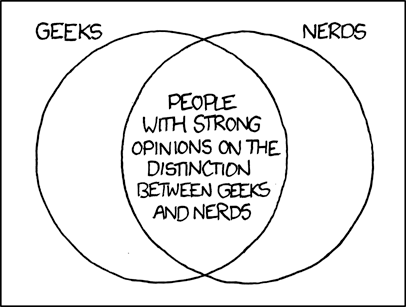 GEEKS
NERDS
PEOPLE
WITH STRONG
OPINIONS ON THE
DISTINCTION
BETWEEN GEEKS
AND NERDS